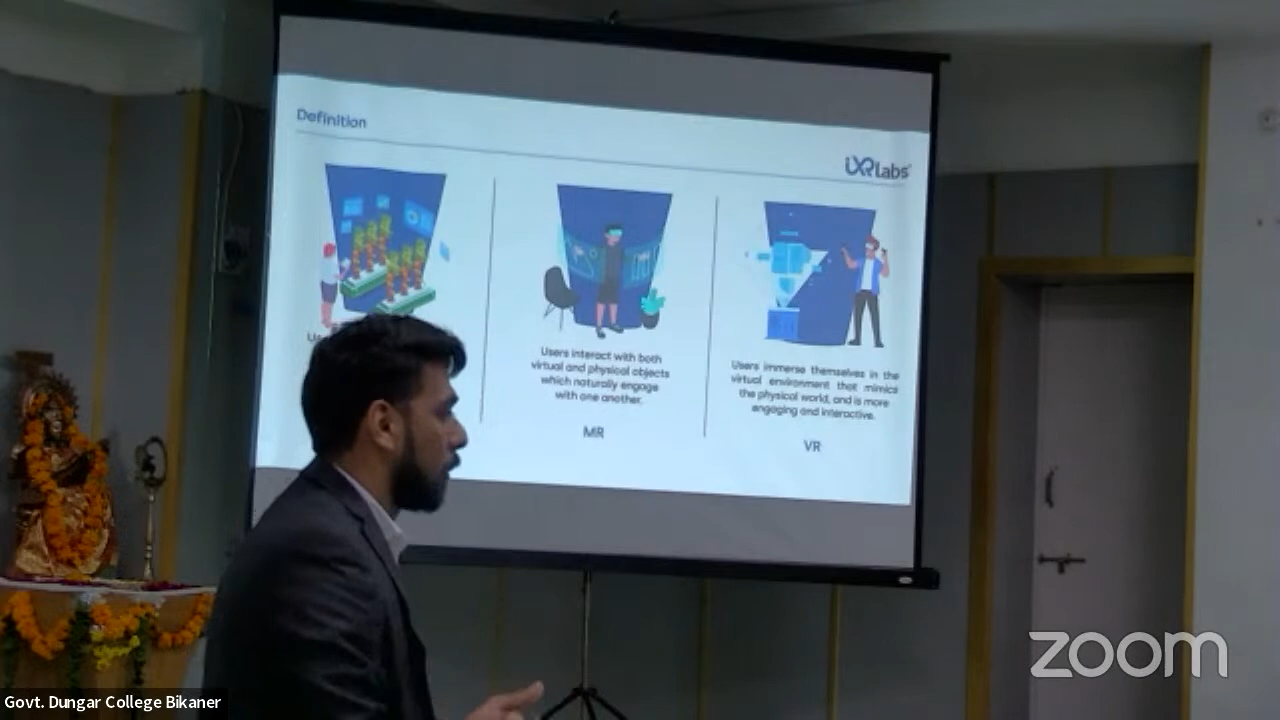 Definition
iXRLabs
Users interact with both
virtual and physical objects
which naturally engage
with one another.
MR
Users immerse themselves in the
virtual environment that mimics
the physical world, and is more
engaging and interactive.
VR
zoom
Govt. Dungar College Bikaner